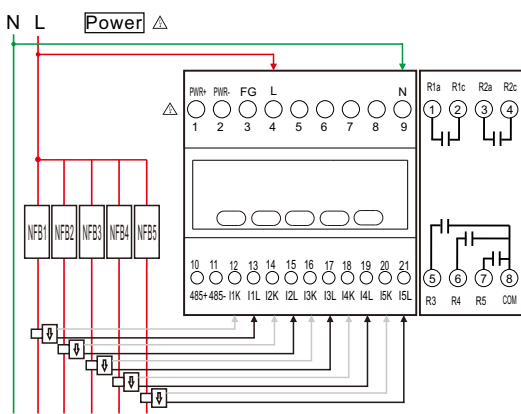 N L Power
PWR+ PWR- FG L N
1 2 3 4 5 6 7 8 9
R1a R1c R2a R2c
1 2 3 4
NFB1 NFB2 NFB3 NFB4 NFB5
10 11 12 13 14 15 16 17 18 19 20 21
485+ 485- I1K I1L I2K I2L I3K I3L I4K I4L I5K I5L
5 6 7 8
R3 R4 R5 COM